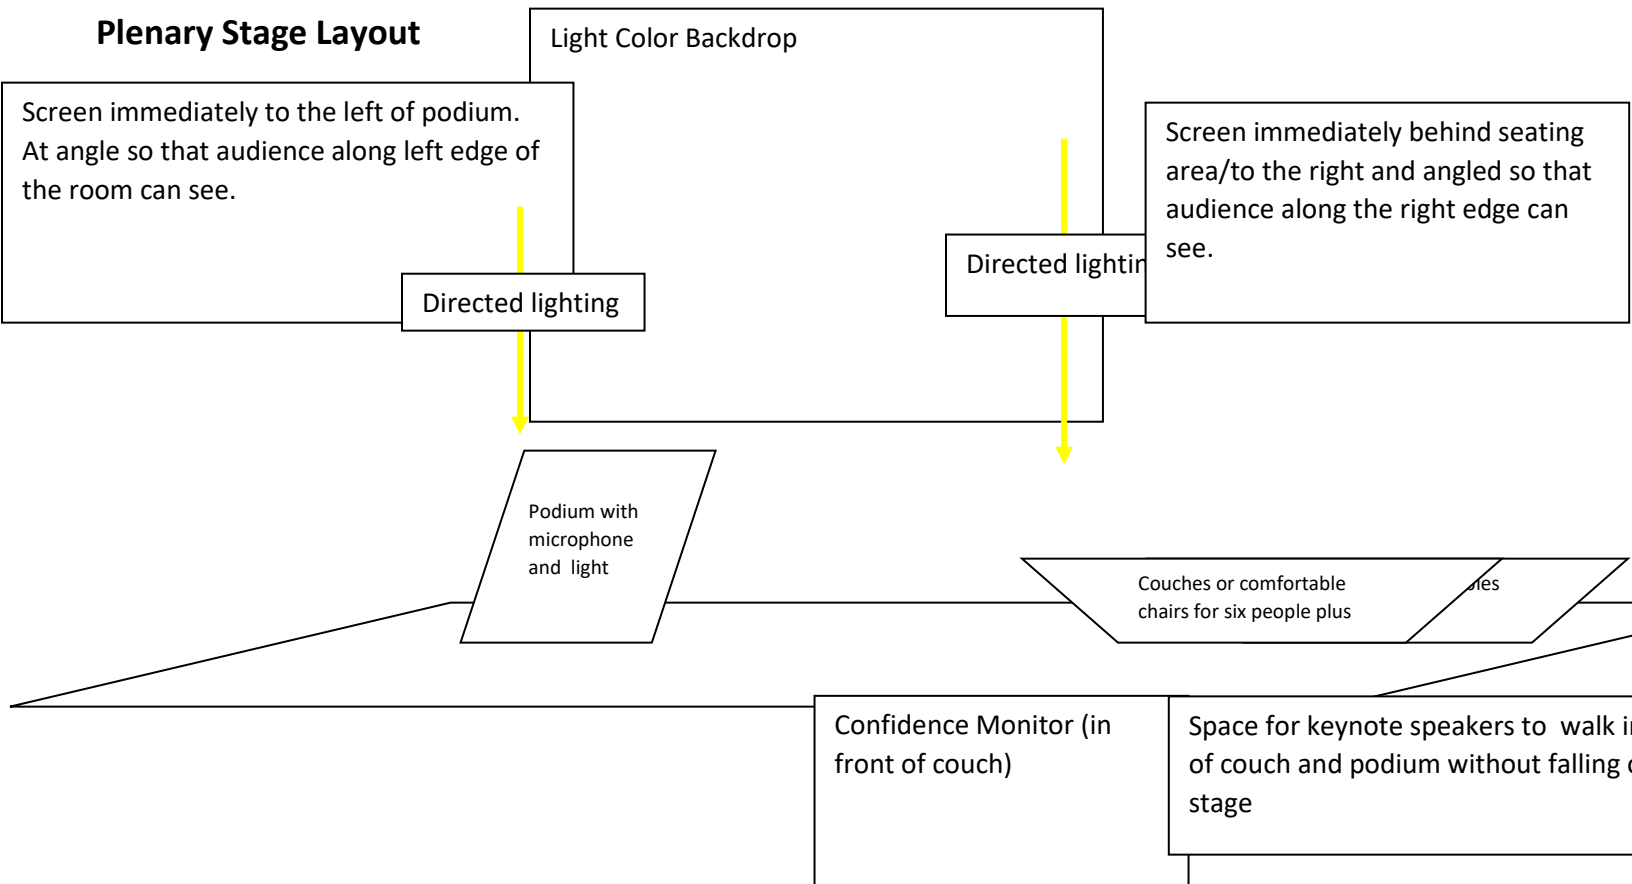 Plenary Stage Layout
Light Color Backdrop
Screen immediately to the left of podium.
At angle so that audience along left edge of
the room can see.
Screen immediately behind seating
area/to the right and angled so that
audience along the right edge can
see.
Directed lighting
Directed
Podium with
microphone
and light
Couches or comfortable
chairs for six people plus
Confidence Monitor (in
front of couch)
Space for keynote speakers to walk
of couch and podium without falling
stage